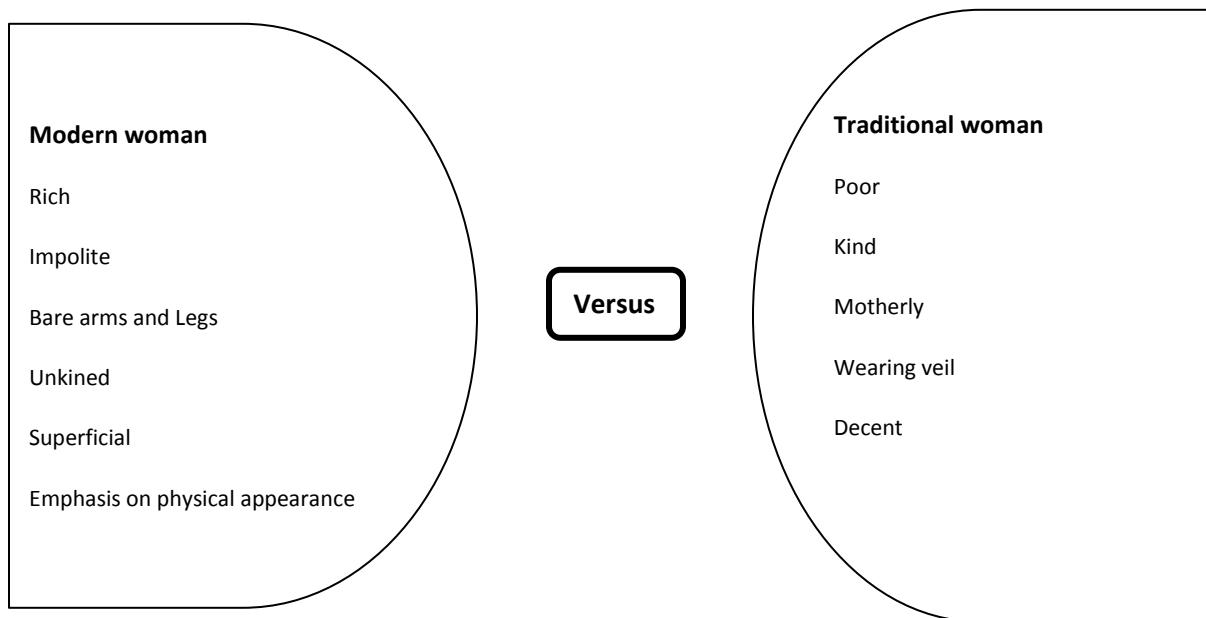 Modern woman
Rich
Impolite
Bare arms and Legs
Unkined
Superficial
Emphasis on physical appearance
Versus
Traditional woman
Poor
Kind
Motherly
Wearing veil
Decent